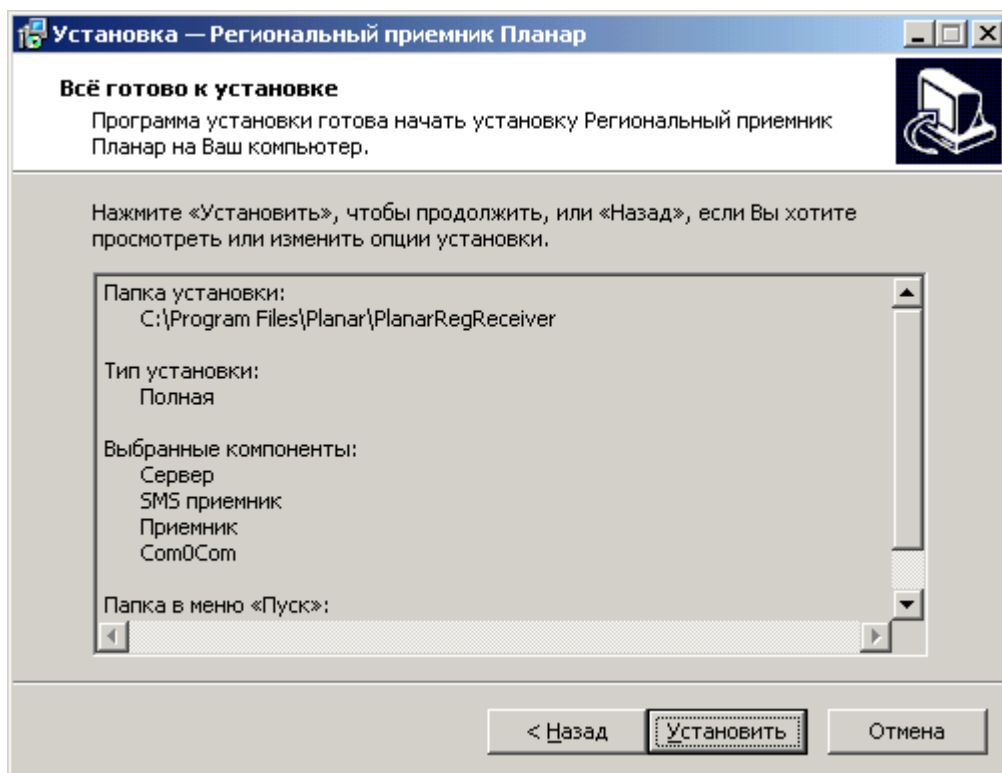 Установка — Региональный приемник Планар
Всё готово к установке
Программа установки готова начать установку Региональный приемник
Планар на Ваш компьютер.
Нажмите «Установить», чтобы продолжить, или «Назад», если Вы хотите
просмотреть или изменить опции установки.
Папка установки:
C:\Program Files\Planar\PlanarRegReceiver
Тип установки:
Полная
Выбранные компоненты:
Сервер
SMS приемник
Приемник
Com0Com
Папка в меню «Пуск»:
< Назад
Установить
Отмена